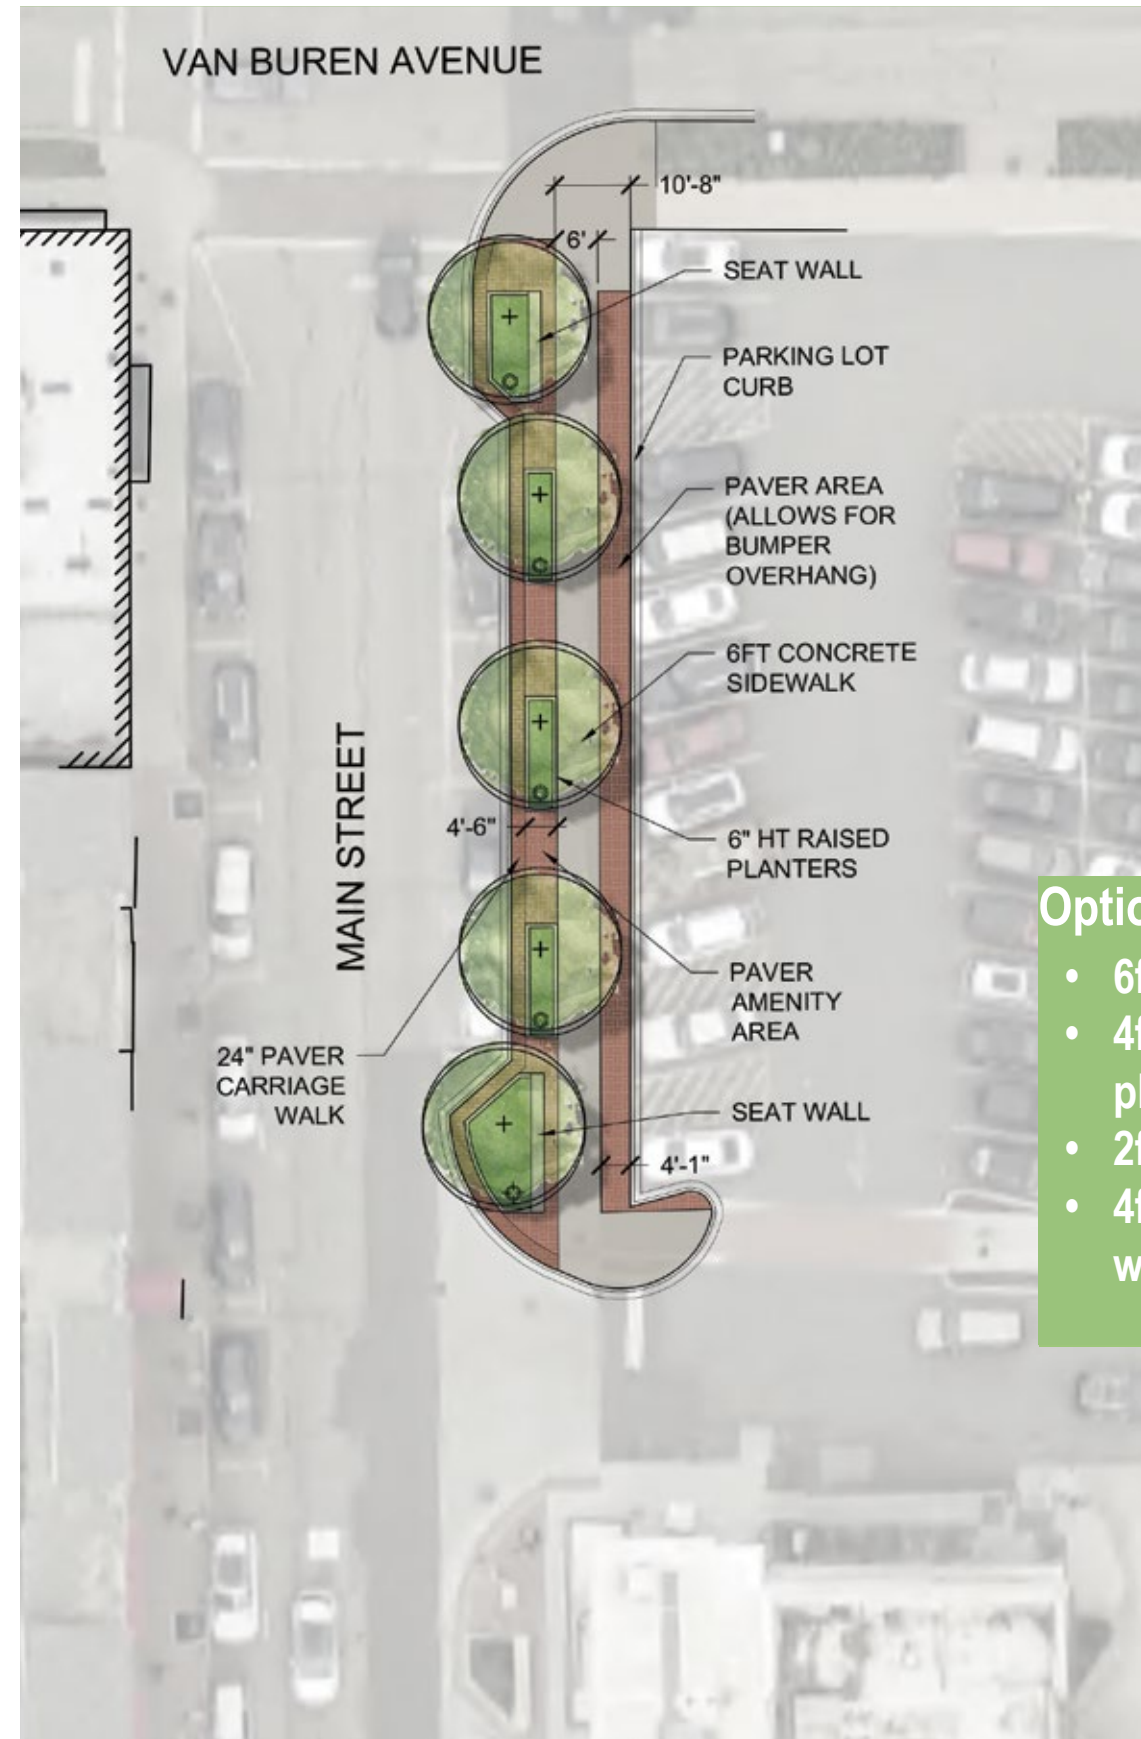 VAN BUREN AVENUE
10'-8"
6'
SEAT WALL
PARKING LOT
CURB
PAVER AREA
(ALLOWS FOR
BUMPER
OVERHANG)
6FT CONCRETE
SIDEWALK
MAIN STREET
4'-6"
6" HT RAISED
PLANTERS
PAVER
AMENITY
AREA
24" PAVER
CARRIAGE
WALK
SEAT WALL
4'-1"